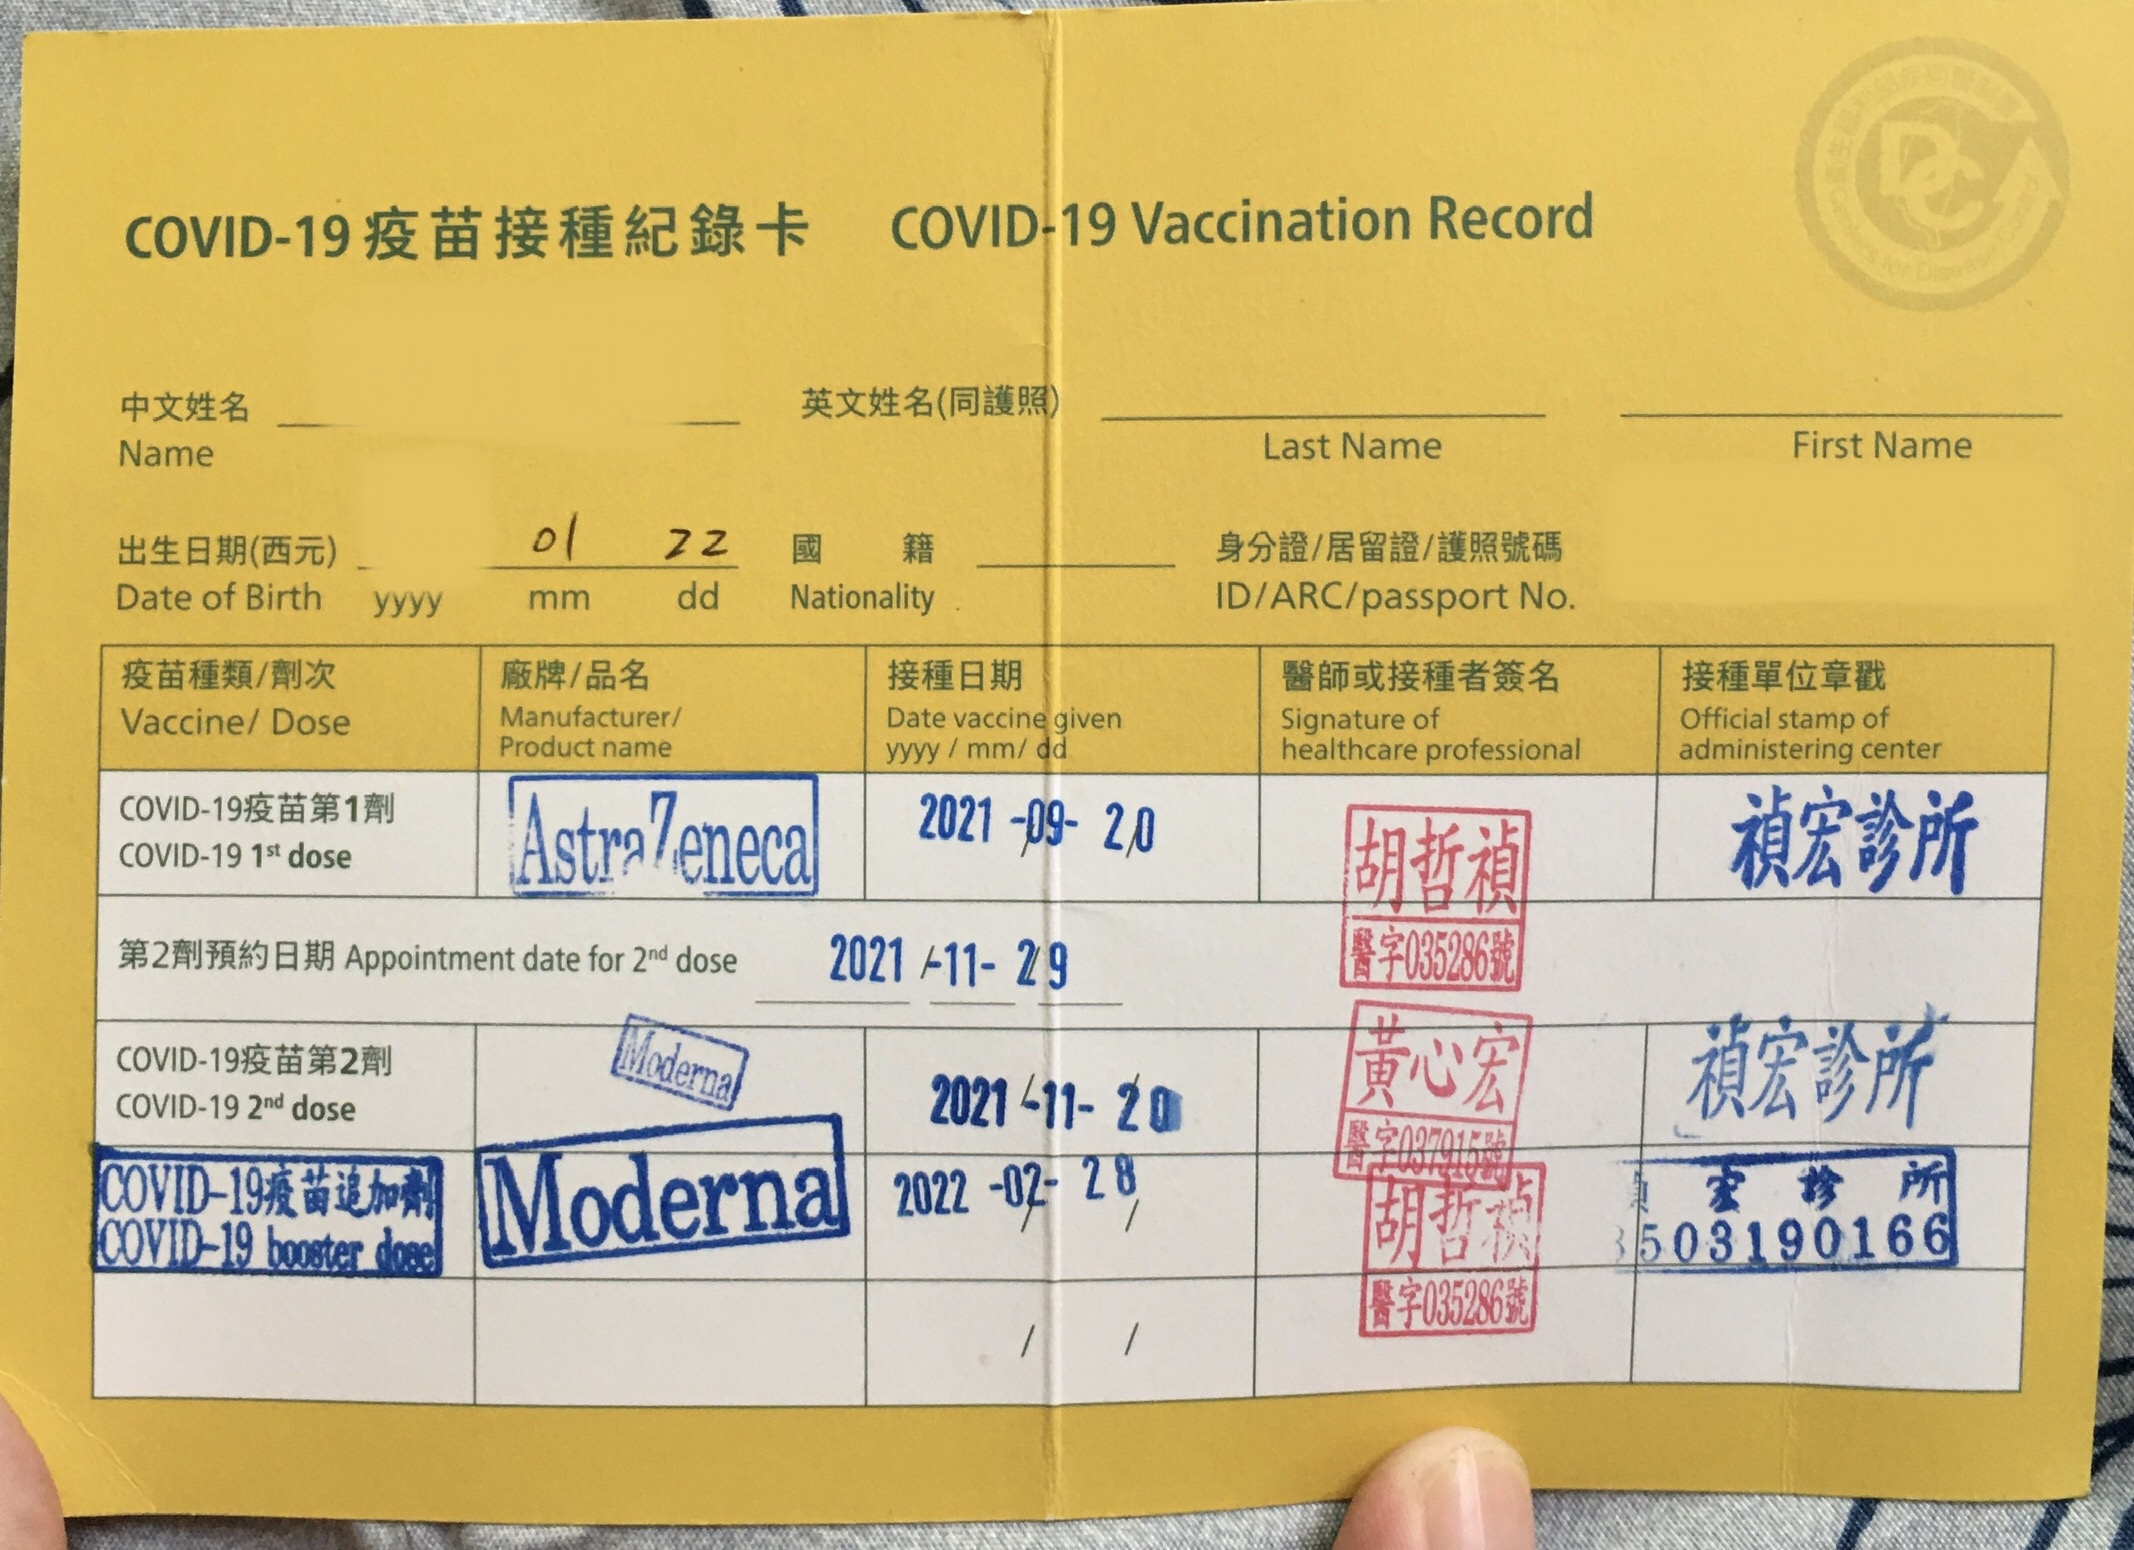 COVID-19 疫苗接種紀錄卡 COVID-19 Vaccination Record
中文姓名 英文姓名(同護照)
Name Last Name First Name
出生日期(西元) 01 22 國 籍 身分證/居留證/護照號碼
Date of Birth yyyy mm dd Nationality ID/ARC/passport No.
疫苗種類/劑次 廠牌/品名 接種日期 醫師或接種者簽名 接種單位章戳
Vaccine/ Dose Manufacturer/ Date vaccine given Signature of Official stamp of
Product name yyyy / mm/ dd healthcare professional administering center
COVID-19疫苗第1劑
COVID-19 1st dose
AstraZeneca
2021 -09- 20
胡哲禎
醫字035286號
禎宏診所
第2劑預約日期 Appointment date for 2nd dose 2021 -11- 29
COVID-19疫苗第2劑
COVID-19 2nd dose
Moderna
2021 -11- 20
黃心宏
醫字037915號
禎宏診所
COVID-19疫苗追加劑
COVID-19 booster dose
Moderna
2022 -02- 28
胡哲禎
醫字035286號
宏診所
503190166
/ /